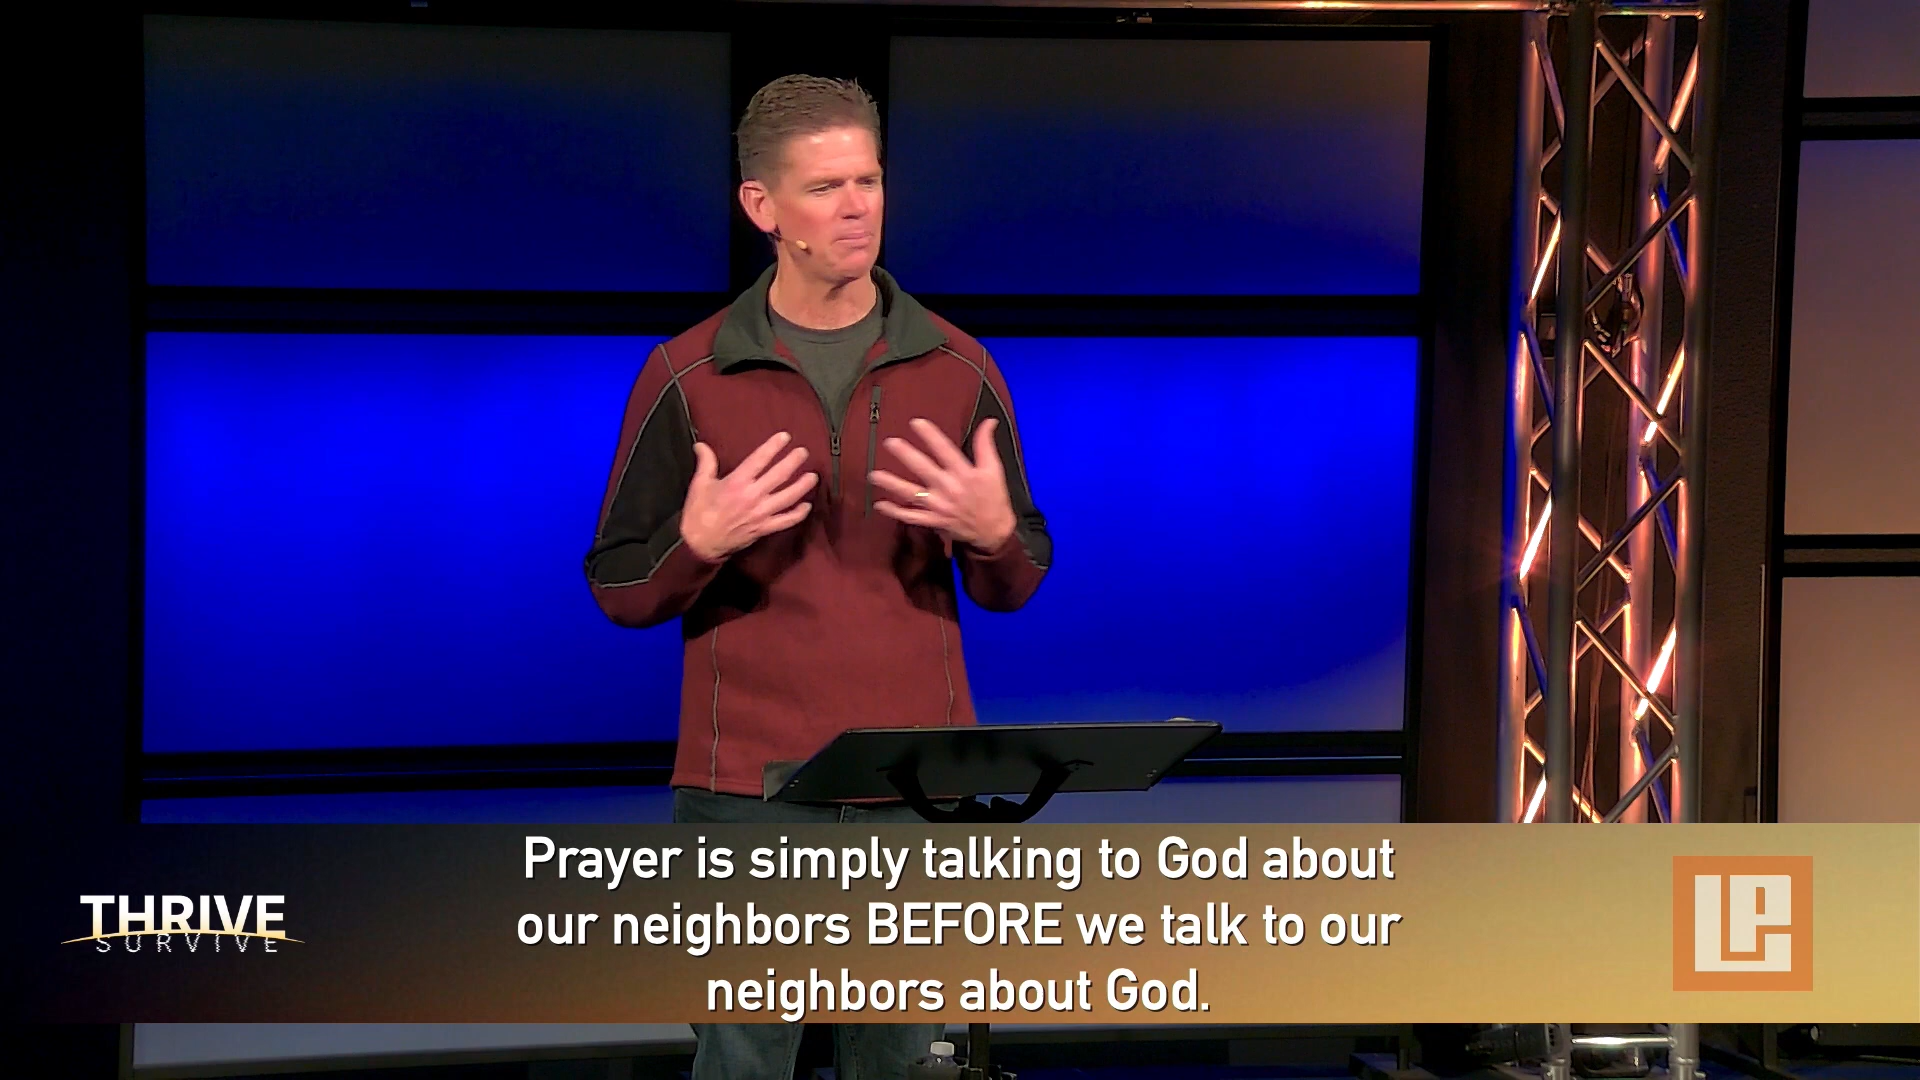 Prayer is simply talking to God about
our neighbors BEFORE we talk to our
neighbors about God.
THRIVE
SURVIVE
LP